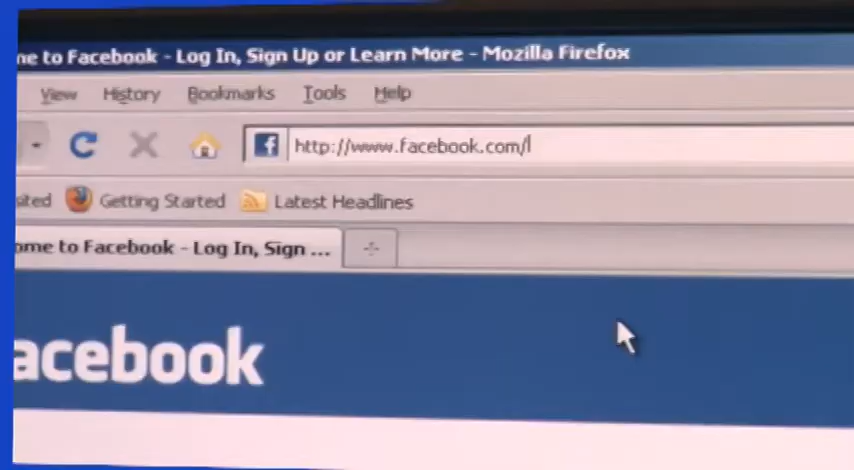 me to Facebook - Log In, Sign Up or Learn More - Mozilla Firefox
View History Bookmarks Tools Help
f http://www.facebook.com/
sited Getting Started Latest Headlines
ome to Facebook - Log In, Sign ...
acebook